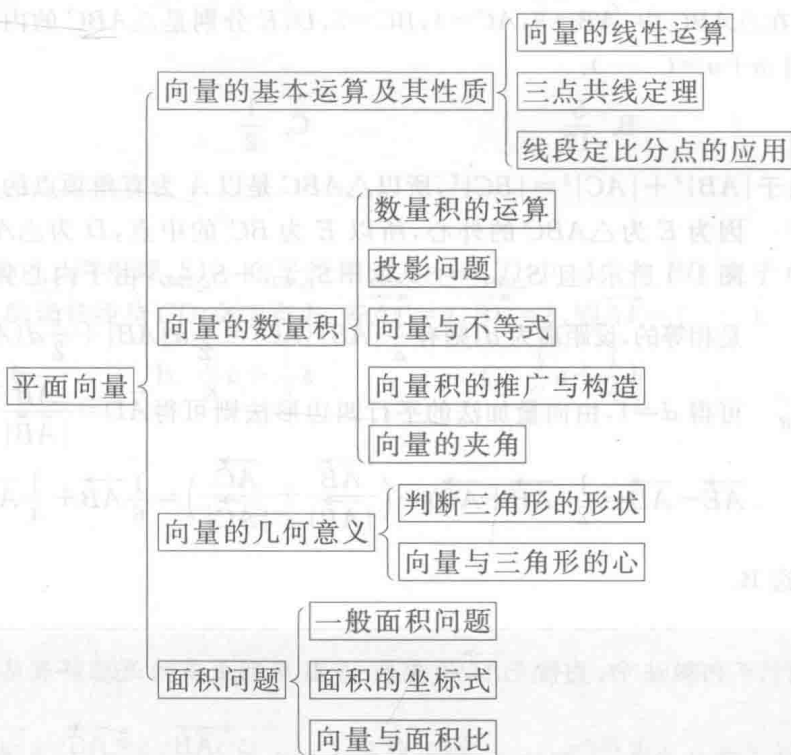 向量的线性运算
向量的基本运算及其性质
三点共线定理
线段定比分点的应用
数量积的运算
投影问题
向量的数量积
向量与不等式
平面向量
向量积的推广与构造
向量的夹角
判断三角形的形状
向量的几何意义
向量与三角形的心
一般面积问题
面积问题
面积的坐标式
向量与面积比